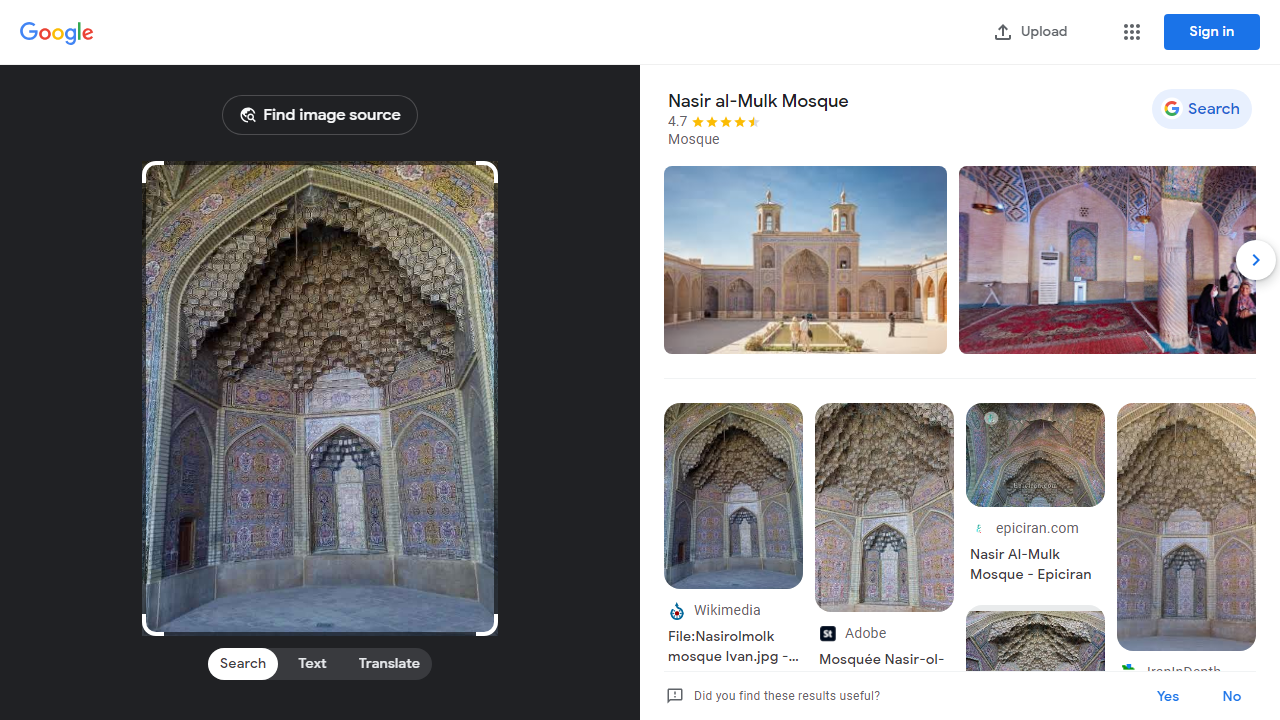 Google
Upload
Sign in
Find image source
Search
Text
Translate
Nasir al-Mulk Mosque
4.7
Mosque
Search
Wikimedia
File:Nasirolmolk
mosque Ivan.jpg -...
Adobe
Mosquée Nasir-ol-
epiciran.com
Nasir Al-Mulk
Mosque - Epiciran
IranInDepth
Did you find these results useful?
Yes
No